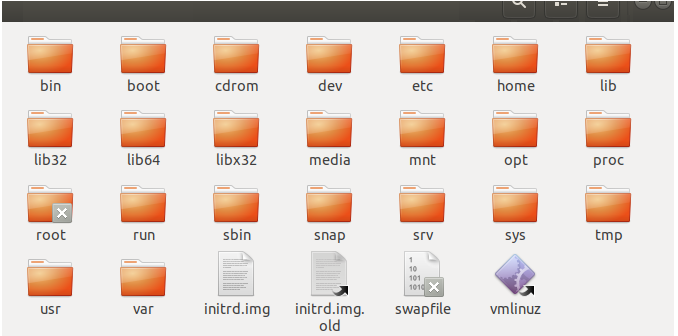 bin boot cdrom dev etc home lib
lib32 lib64 libx32 media mnt opt proc
root run sbin snap srv sys tmp
usr var initrd.img initrd.img. swapfile vmlinuz
old